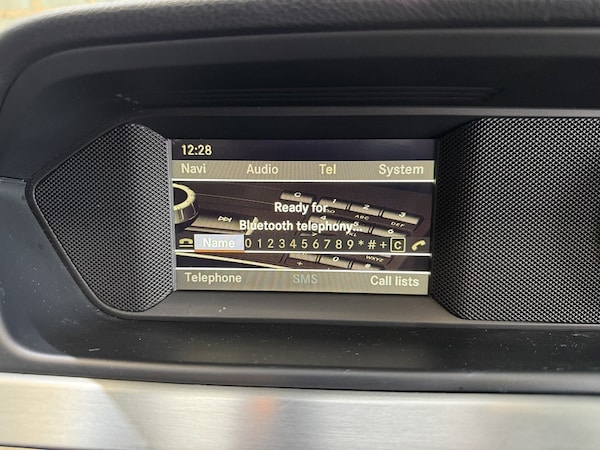 12:28
Navi Audio Tel System
Ready for
Bluetooth telephony...
Name 0 1 2 3 4 5 6 7 8 9 * # + C
Telephone SMS Call lists